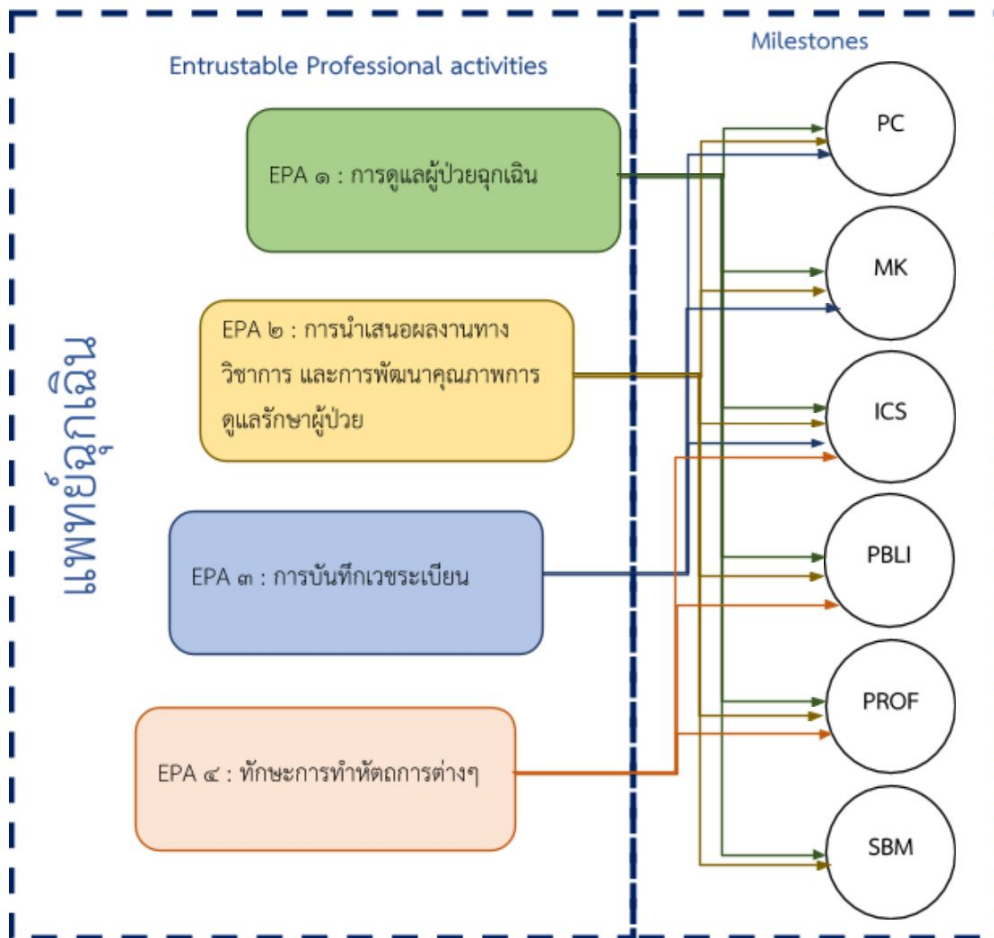 Entrustable Professional activities
Milestones
แพทย์ฉุกเฉิน
EPA ๑ : การดูแลผู้ป่วยฉุกเฉิน
EPA ๒ : การนำเสนอผลงานทาง
วิชาการ และการพัฒนาคุณภาพการ
ดูแลรักษาผู้ป่วย
EPA ๓ : การบันทึกเวชระเบียน
EPA ๔ : ทักษะการทำหัตถการต่างๆ
PC
MK
ICS
PBLI
PROF
SBM